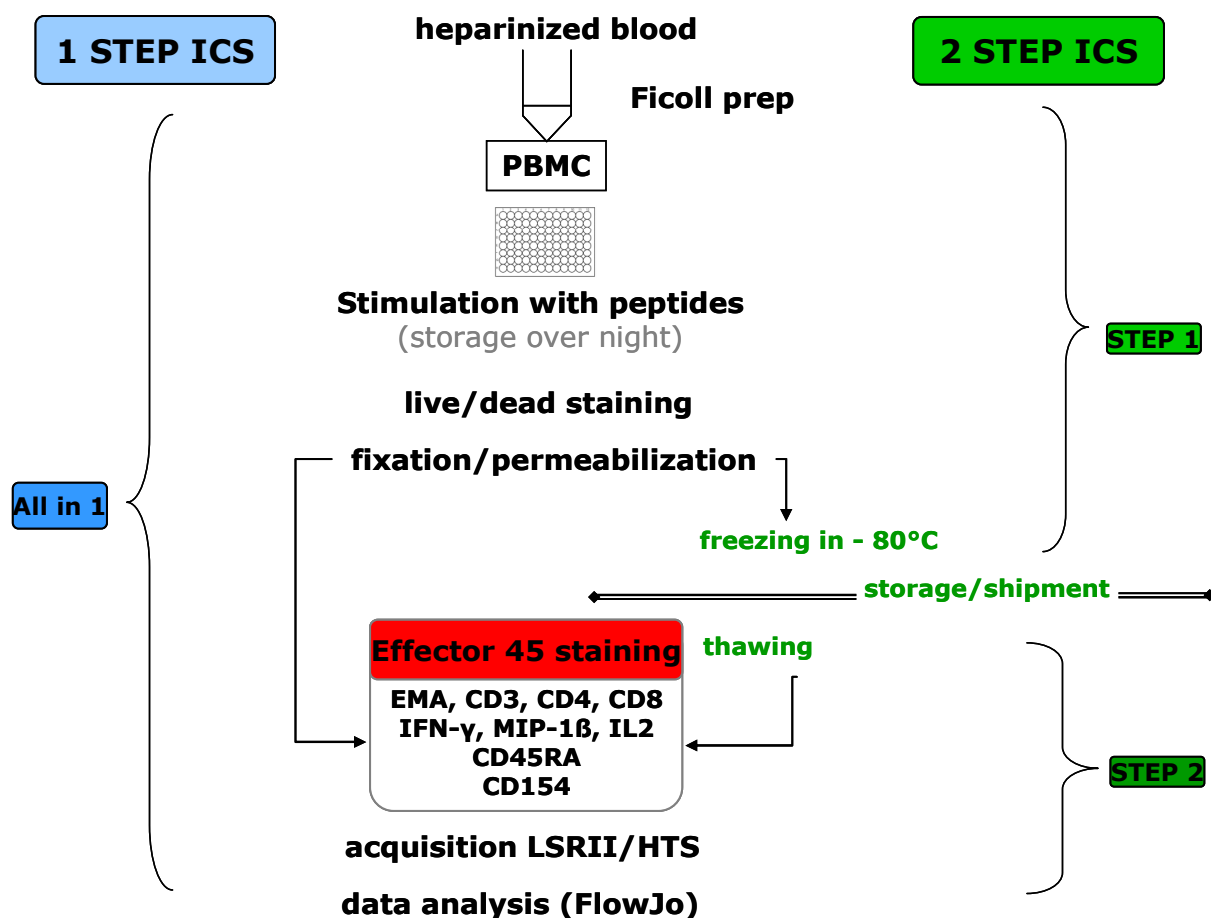 1 STEP ICS
heparinized blood
2 STEP ICS
Ficoll prep
PBMC
Stimulation with peptides
(storage over night)
STEP 1
live/dead staining
fixation/permeabilization
All in 1
freezing in - 80°C
storage/shipment
Effector 45 staining
thawing
EMA, CD3, CD4, CD8
IFN-γ, MIP-1ß, IL2
CD45RA
CD154
STEP 2
acquisition LSRII/HTS
data analysis (FlowJo)